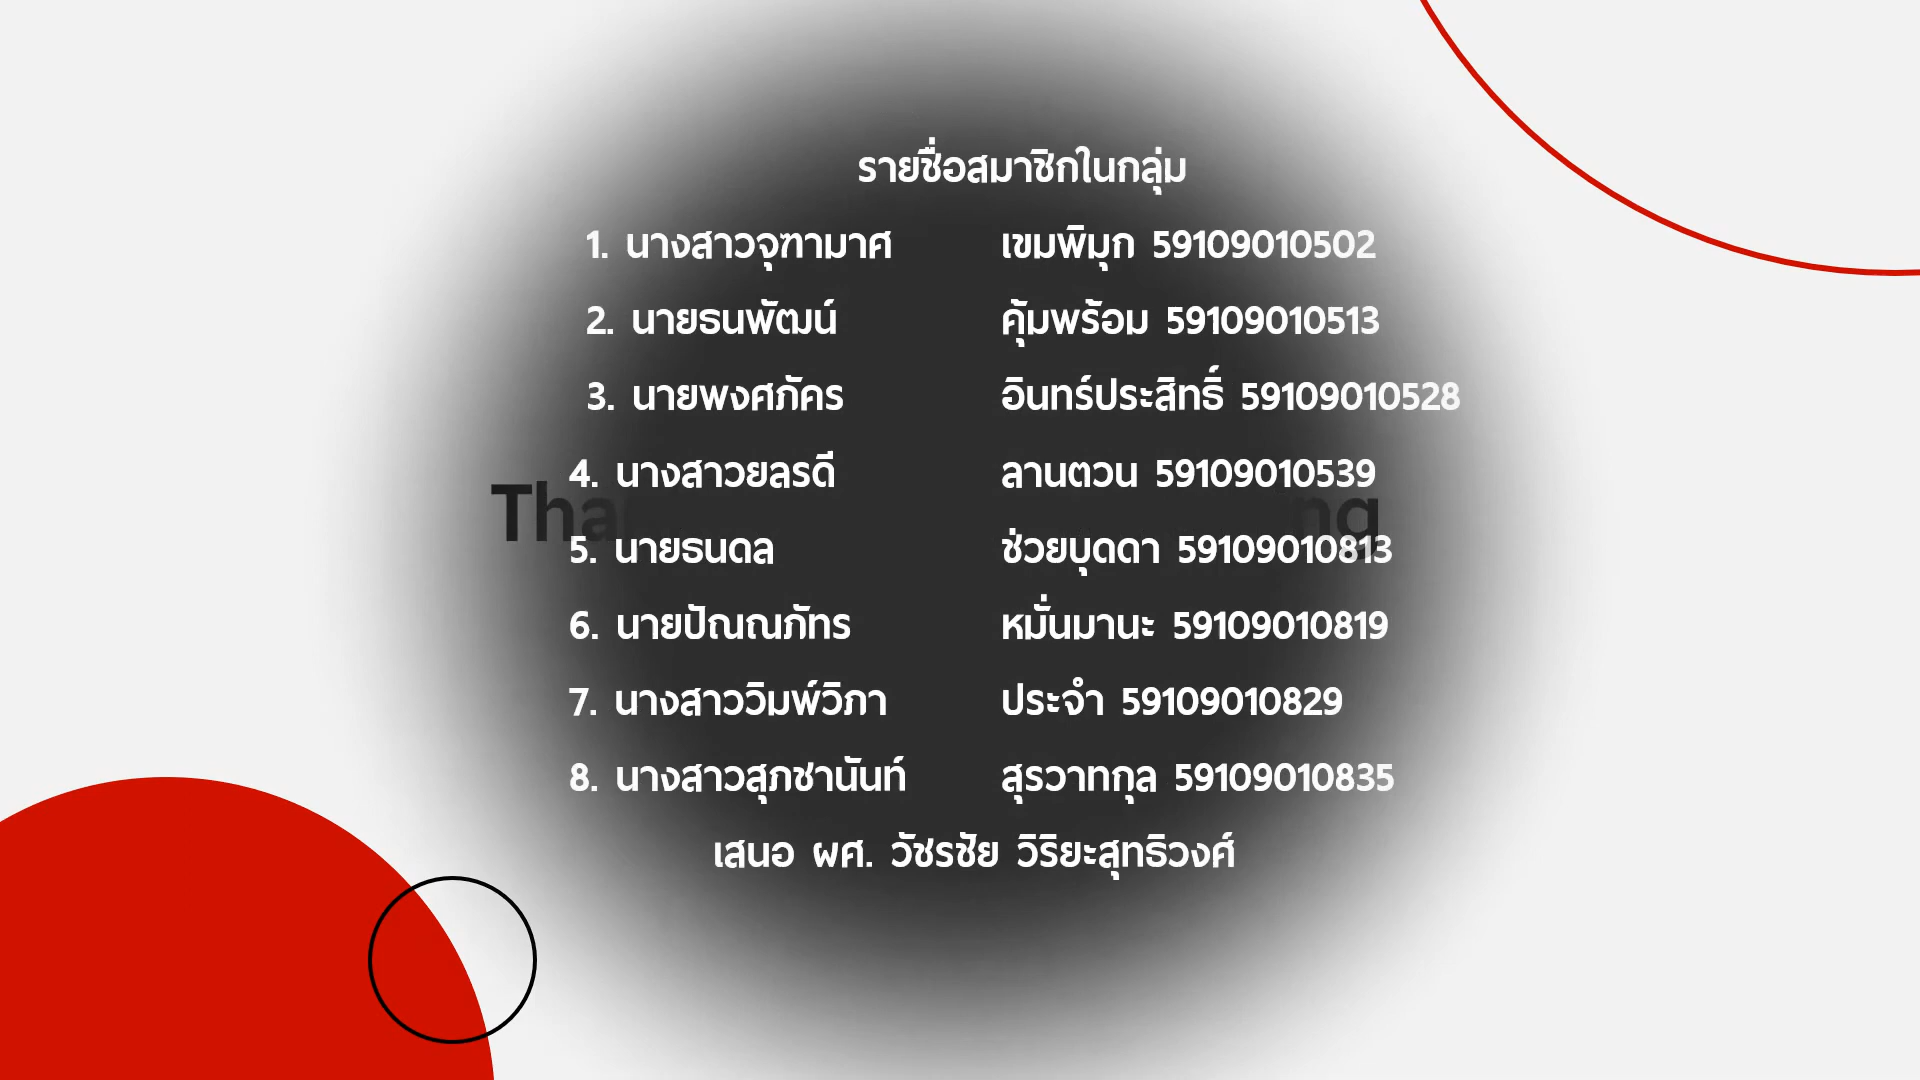 รายชื่อสมาชิกในกลุ่ม
1. นางสาวจุฑามาศ เขมพิมุก 59109010502
2. นายธนพัฒน์ คุ้มพร้อม 59109010513
3. นายพงศภัคร อินทร์ประสิทธิ์ 59109010528
4. นางสาวยลรดี ลานตวน 59109010539
5. นายธนดล ช่วยบุดดา 59109010813
6. นายปัณณภัทร หมั่นมานะ 59109010819
7. นางสาววิมพ์วิภา ประจำ 59109010829
8. นางสาวสุภชานันท์ สุรวาทกุล 59109010835
เสนอ ผศ. วัชรชัย วิริยะสุทธิวงศ์